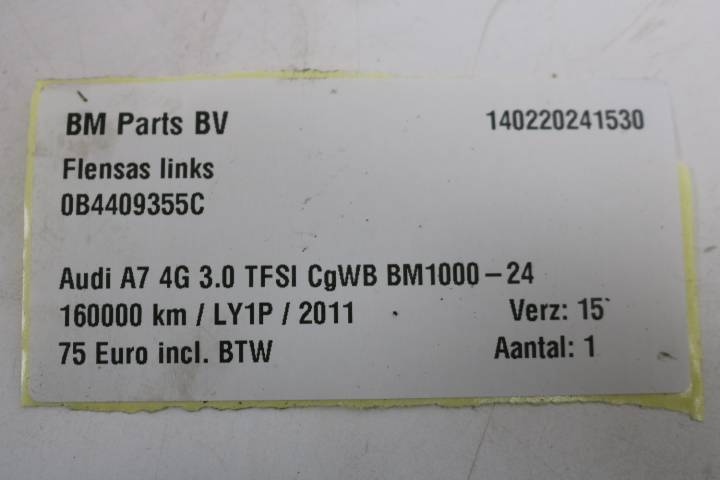 BM Parts BV 140220241530
Flensas links
0B4409355C
Audi A7 4G 3.0 TFSI CgWB BM1000-24
160000 km / LY1P / 2011 Verz: 15
75 Euro incl. BTW Aantal: 1